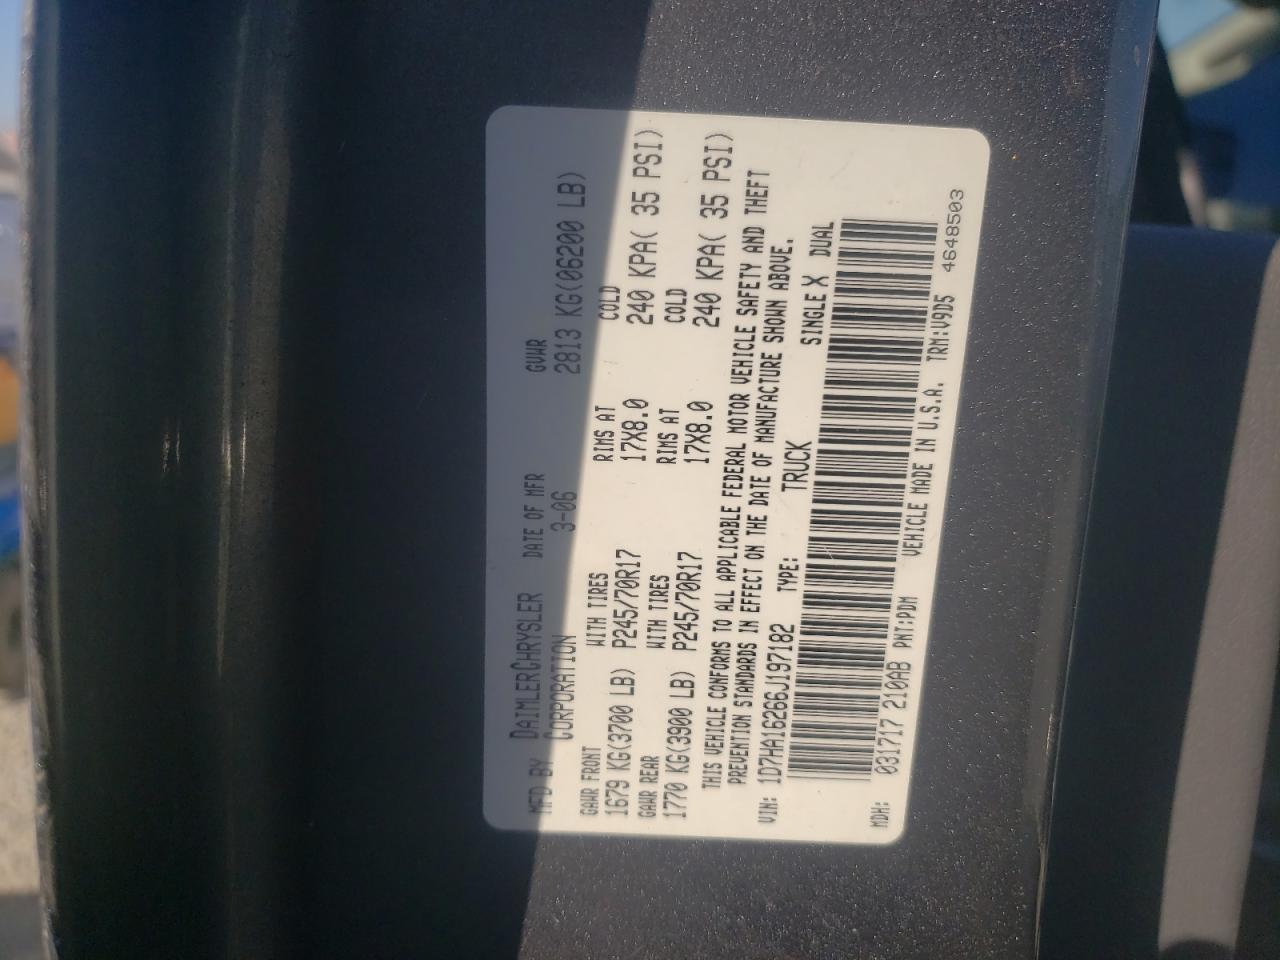 MFD BY DAIMLERCHRYSLER CORPORATION DATE OF MFR 3-06 GVWR 2813 KG(06200 LB)
GAWR FRONT WITH TIRES RIMS AT COLD
1679 KG(3700 LB) P245/70R17 17X8.0 240 KPA( 35 PSI)
GAWR REAR WITH TIRES RIMS AT COLD
1770 KG(3900 LB) P245/70R17 17X8.0 240 KPA( 35 PSI)
THIS VEHICLE CONFORMS TO ALL APPLICABLE FEDERAL MOTOR VEHICLE SAFETY AND THEFT
PREVENTION STANDARDS IN EFFECT ON THE DATE OF MANUFACTURE SHOWN ABOVE.
VIN: 1D7HA16266J197182 TYPE: TRUCK SINGLE X DUAL
MDH: 031717 210AB PNT:PDM VEHICLE MADE IN U.S.A. TRM:V9D5 4648503